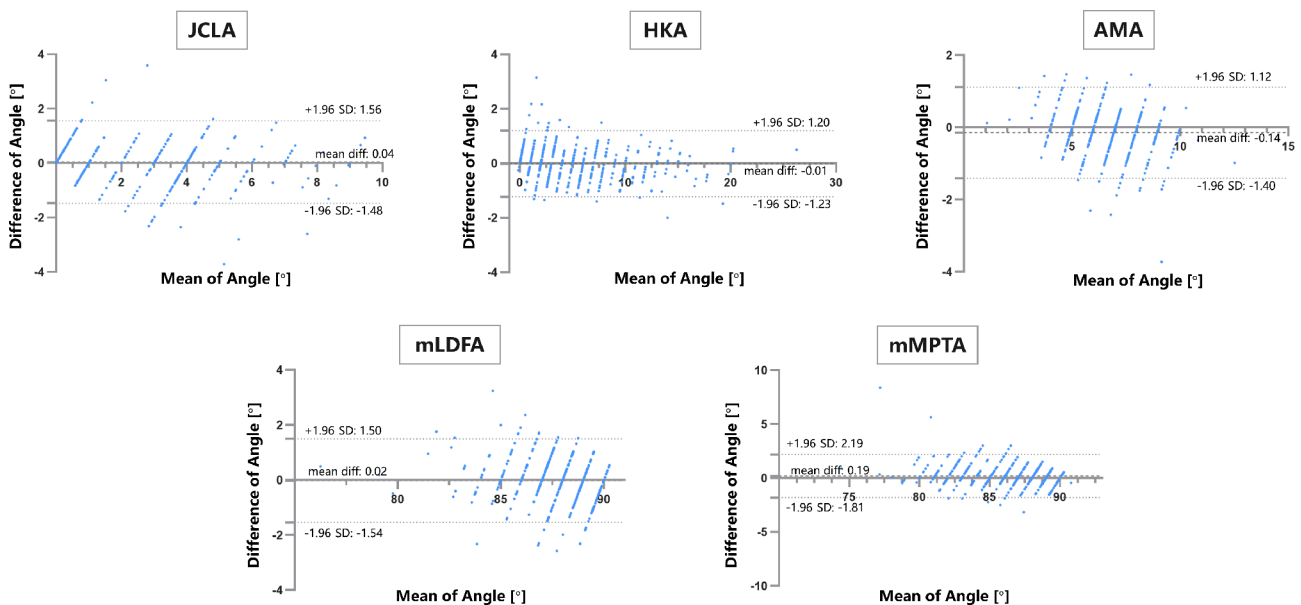 JCLA
4
2
0
-2
-4
Difference of Angle [°]
+1.96 SD: 1.56
mean diff: 0.04
-1.96 SD: -1.48
2
4
6
8
10
Mean of Angle [°]
HKA
4
2
0
-2
-4
Difference of Angle [°]
+1.96 SD: 1.20
mean diff: -0.01
-1.96 SD: -1.23
0
10
20
30
Mean of Angle [°]
AMA
2
0
-2
-4
Difference of Angle [°]
+1.96 SD: 1.12
mean diff: -0.14
-1.96 SD: -1.40
5
10
15
Mean of Angle [°]
mLDFA
4
2
0
-2
-4
Difference of Angle [°]
+1.96 SD: 1.50
mean diff: 0.02
-1.96 SD: -1.54
80
85
90
Mean of Angle [°]
mMPTA
10
5
0
-5
-10
Difference of Angle [°]
+1.96 SD: 2.19
mean diff: 0.19
-1.96 SD: -1.81
75
80
85
90
Mean of Angle [°]